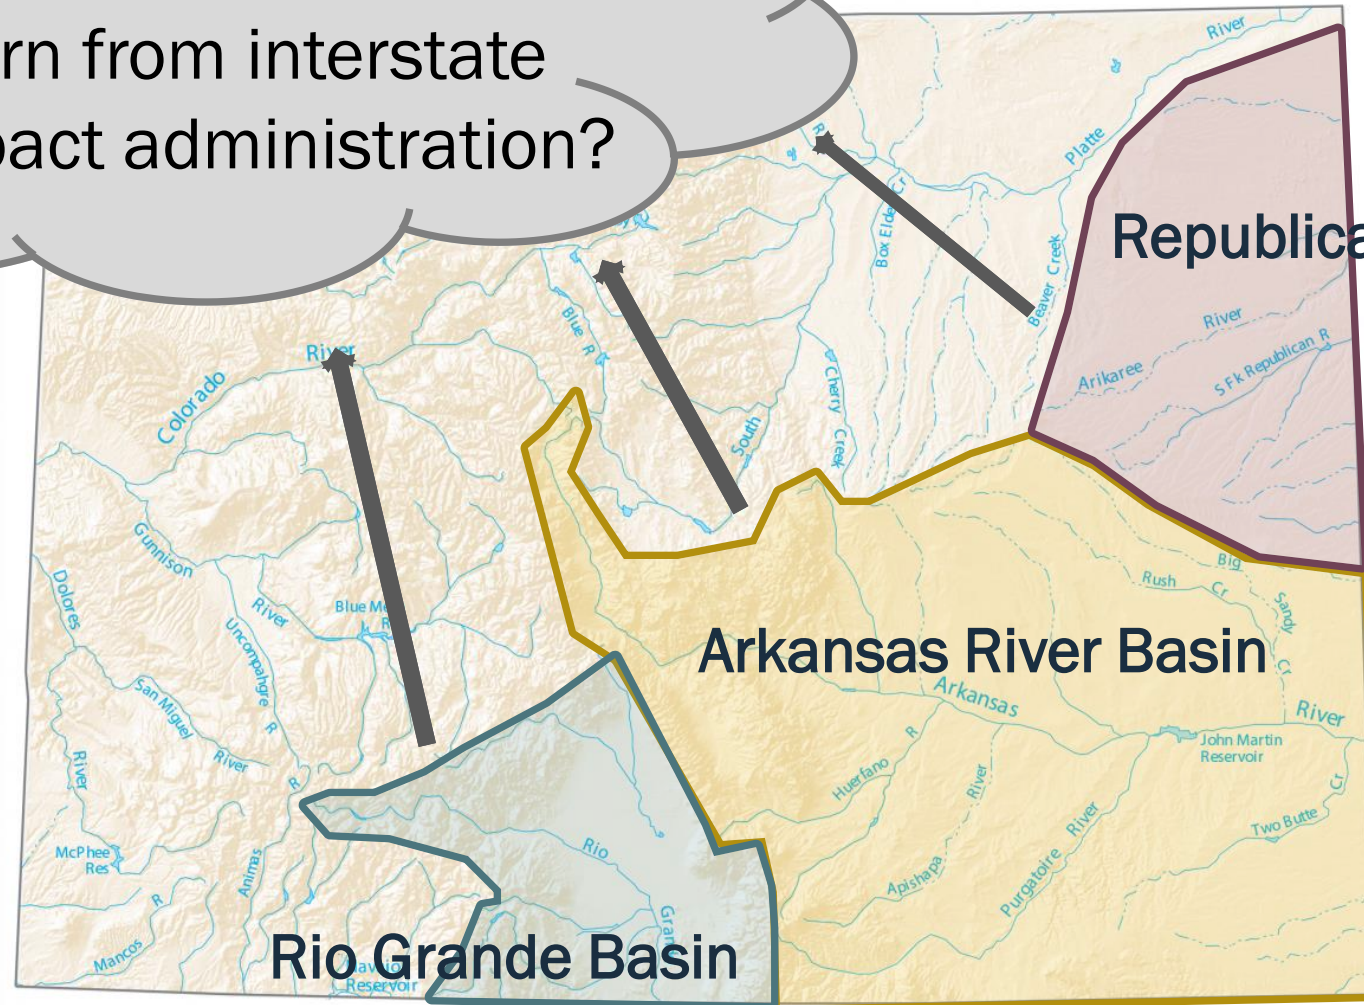 rn from interstate
pact administration?
River
Platte
Box Elder Cr
Beaver Creek
Republica
River
Arikaree
S Fk Republican R
Blue R
River
Colorado
Cherry
Creek
South
Gunnison
River
Dolores
River
Blue Me
R
Uncompahgre
R
San Miguel
River
R
Big
Sandy
Cr
Rush
Cr
Arkansas River Basin
Arkansas
River
John Martin
Reservoir
Huerfano
R
River
Apishapa
Purgatoire
River
Two Butte
Cr
McPhee
Res
Animas
Rio
Grand
R
Mancos
Rio Grande Basin
Navajo
Reservoir